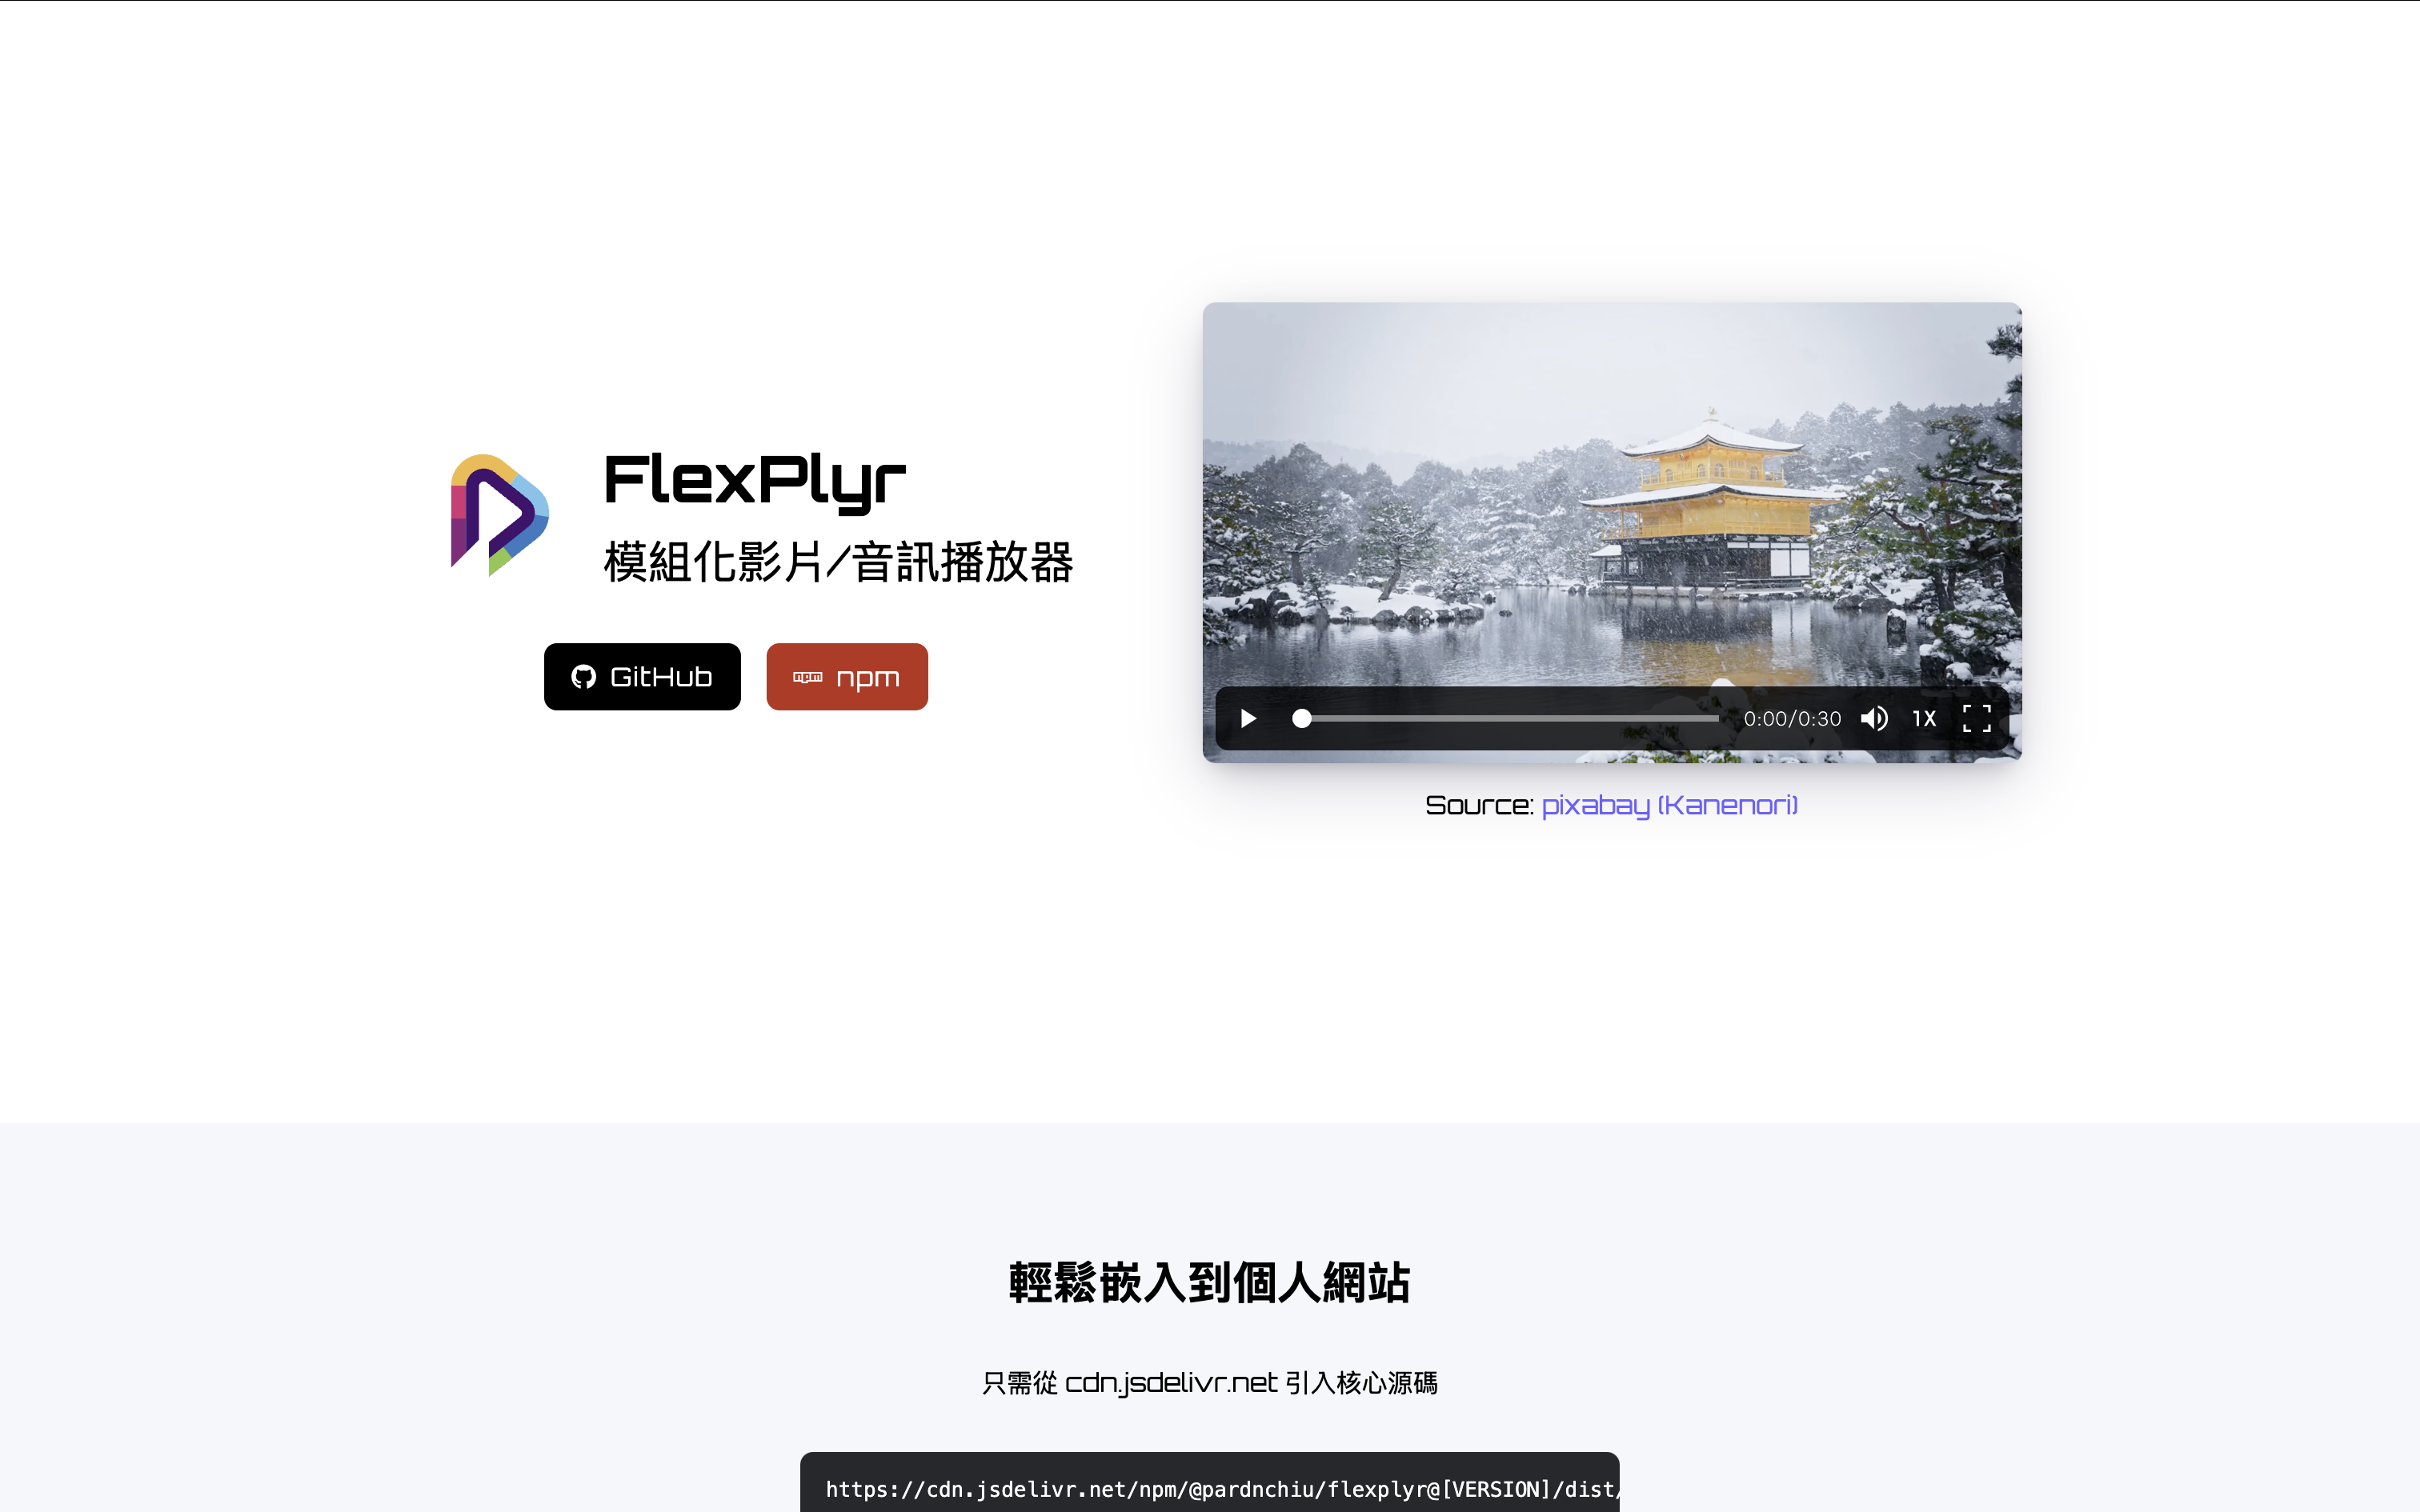 FlexPlyr
模組化影片/音訊播放器
GitHub
npm
0:00/0:30
1X
Source: pixabay (Kanenori)
輕鬆嵌入到個人網站
只需從 cdn.jsdelivr.net 引入核心源碼
https://cdn.jsdelivr.net/npm/@pardnchiu/flexplyr@[VERSION]/dist/